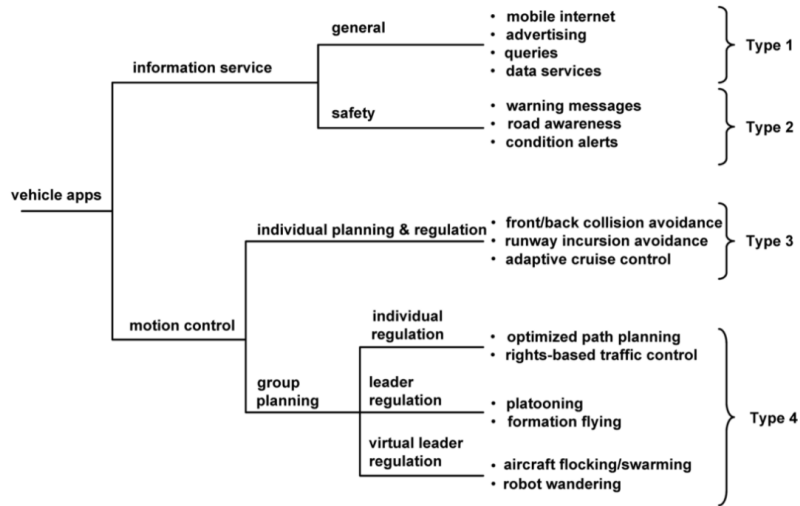 general
• mobile internet
• advertising
• queries
• data services
Type 1
information service
safety
• warning messages
• road awareness
• condition alerts
Type 2
vehicle apps
individual planning & regulation
• front/back collision avoidance
• runway incursion avoidance
• adaptive cruise control
Type 3
motion control
individual
regulation
• optimized path planning
• rights-based traffic control
group
planning
leader
regulation
• platooning
• formation flying
Type 4
virtual leader
regulation
• aircraft flocking/swarming
• robot wandering